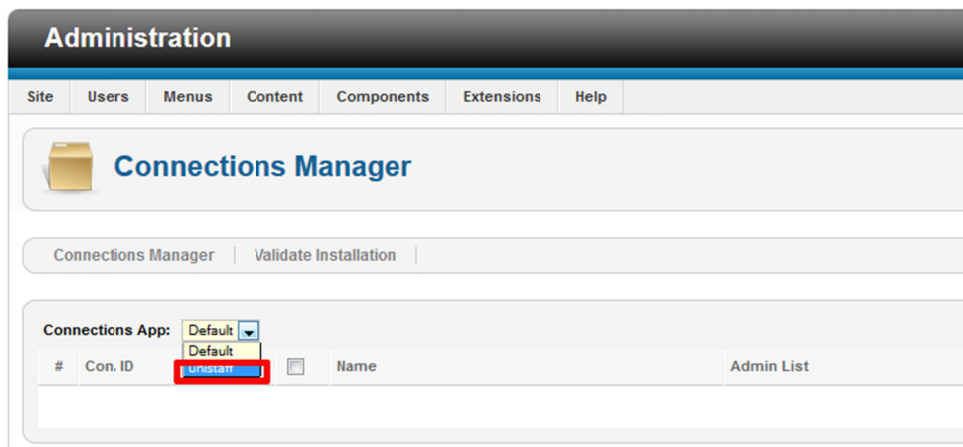 Administration
Site Users Menus Content Components Extensions Help
Connections Manager
Connections Manager Validate Installation
Connections App: Default
Default
unistaff
# Con. ID Name Admin List